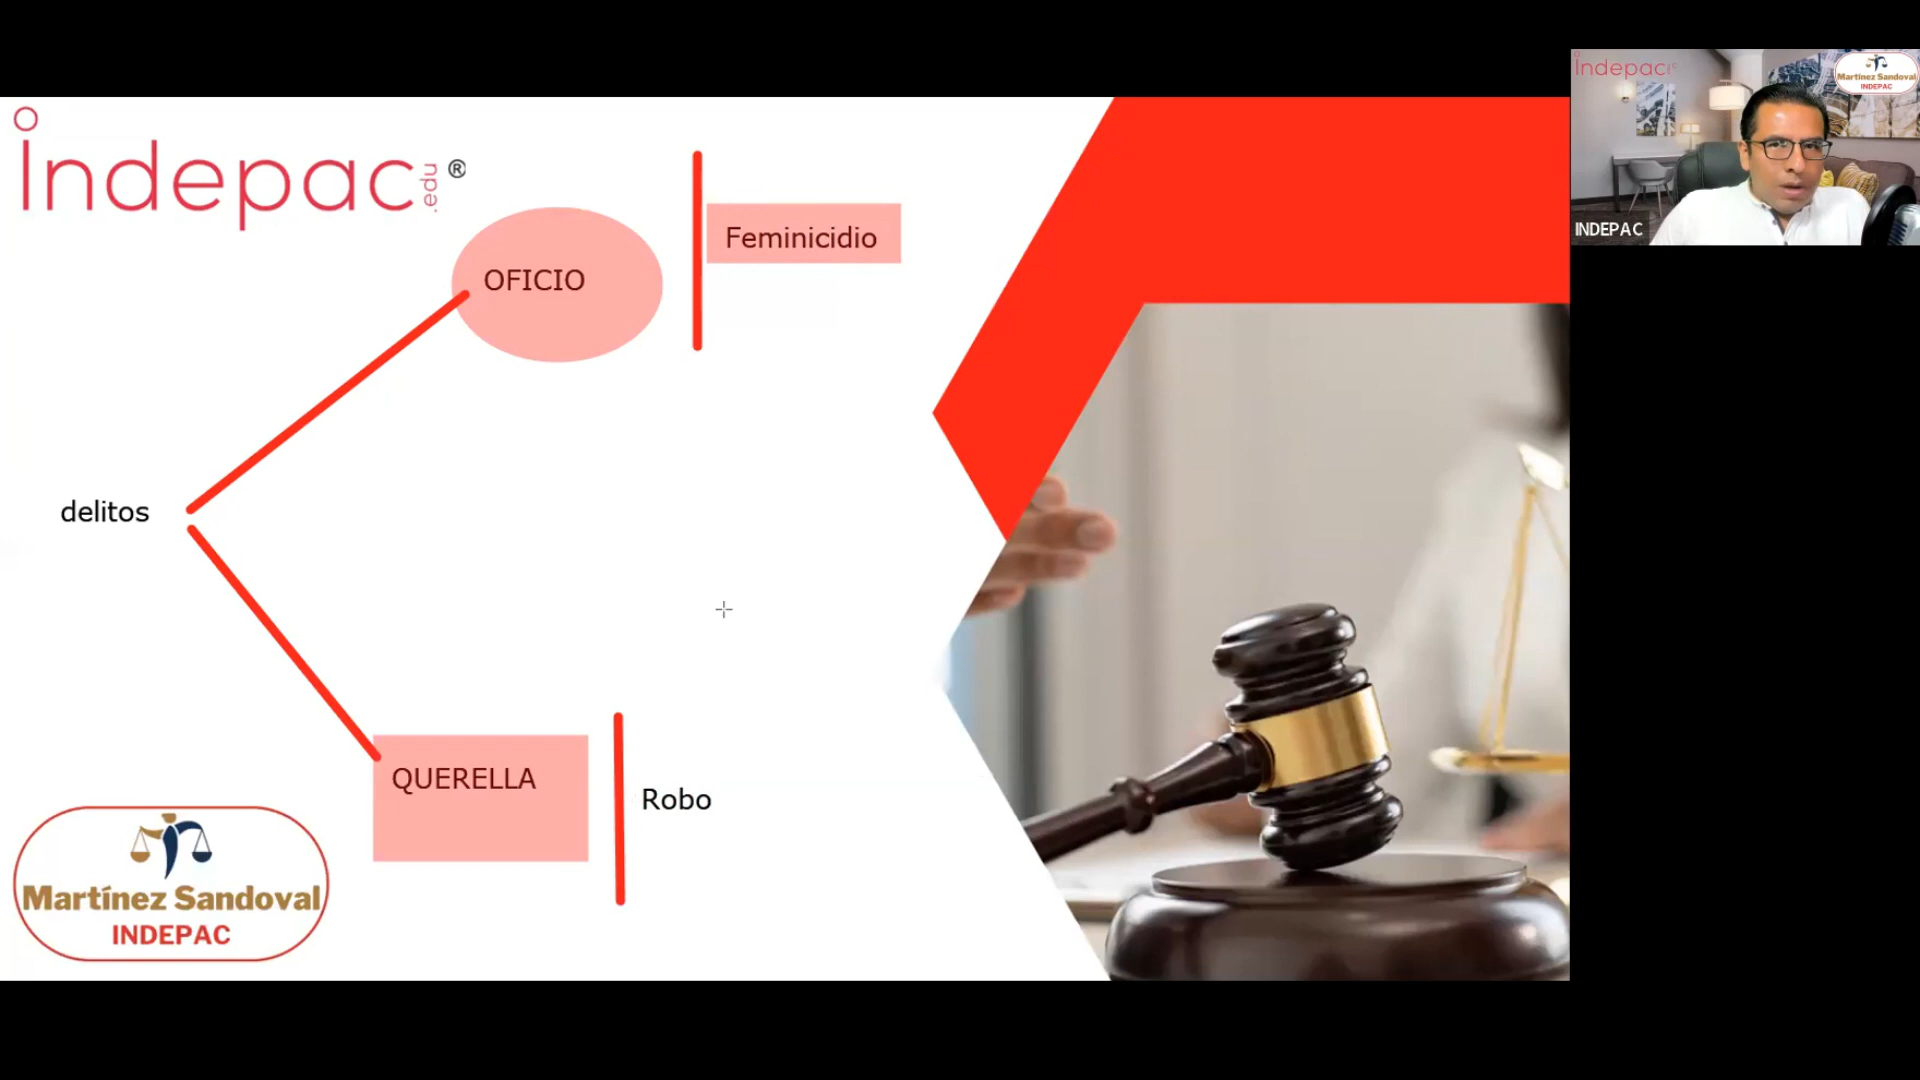 indepac .edu ®
OFICIO
Feminicidio
delitos
QUERELLA
Robo
Martínez Sandoval
INDEPAC
Indepac
Martínez Sandoval
INDEPAC
INDEPAC